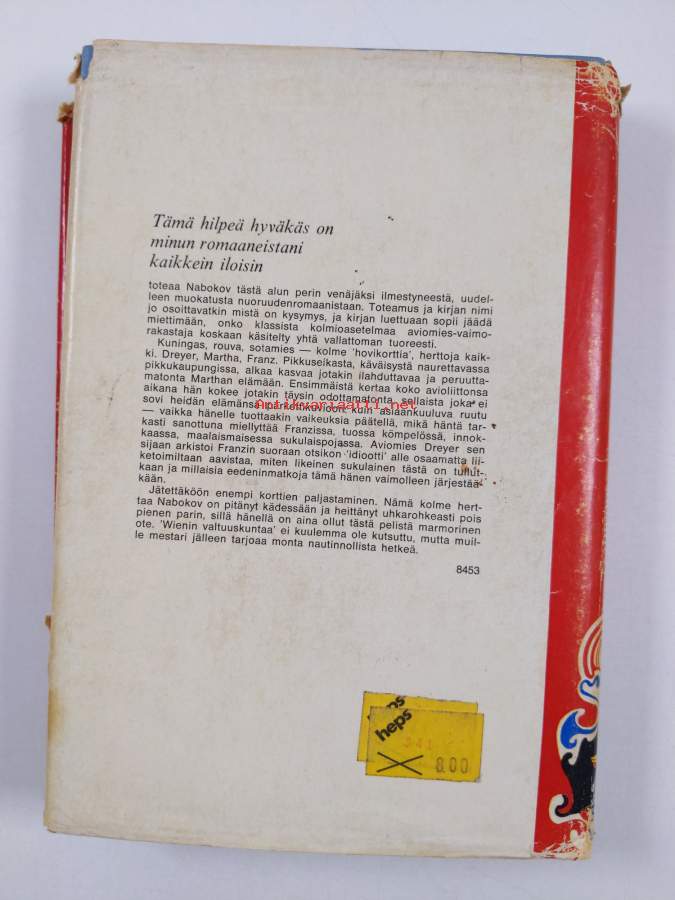 Tämä hilpeä hyväkäs on
minun romaaneistani
kaikkein iloisin
toteaa Nabokov tästä alun perin venäjäksi ilmestyneestä, uudel-
leen muokatusta nuoruudenromaanistaan. Toteamus ja kirjan nimi
jo osoittavatkin mistä on kysymys, ja kirjan luettuaan sopii jäädä
miettimään, onko klassista kolmioasetelmaa aviomies-vaimo-
rakastaja koskaan käsitelty yhtä vallattoman tuoreesti.
Kuningas, rouva, sotamies — kolme 'hovikorttia', herttoja kaik-
ki. Dreyer, Martha, Franz. Pikkuseikasta, käväisystä naurettavassa
pikkukaupungissa, alkaa kasvaa jotakin ilahduttavaa ja peruutta-
matonta Marthan elämään. Ensimmäistä kertaa koko avioliittonsa
aikana hän kokee jotakin täysin odottamatonta, sellaista joka ei
sovi heidän elämänsä parketinkuvioon kuin asiaankuuluva ruutu
— vaikka hänelle tuottaakin vaikeuksia päätellä, mikä häntä tar-
kasti sanottuna miellyttää Franzissa, tuossa kömpelössä, innok-
kaassa, maalaismaisessa sukulaispojassa. Aviomies Dreyer sen
sijaan arkistoi Franzin suoraan otsikon 'idiootti' alle osaamatta lii-
ketoimiltaan aavistaa, miten likeinen sukulainen tästä on tullut-
kaan ja millaisia eedeninmatkoja tämä hänen vaimolleen järjestää-
kään.
Jätettäköön enempi korttien paljastaminen. Nämä kolme hert-
taa Nabokov on pitänyt kädessään ja heittänyt uhkarohkeasti pois
pienen parin, sillä hänellä on aina ollut tästä pelistä marmorinen
ote. 'Wienin valtuuskuntaa' ei kuulemma ole kutsuttu, mutta muil-
le mestari jälleen tarjoaa monta nautinnollista hetkeä.
8453
Antikvariaatti.net
heps
341
800